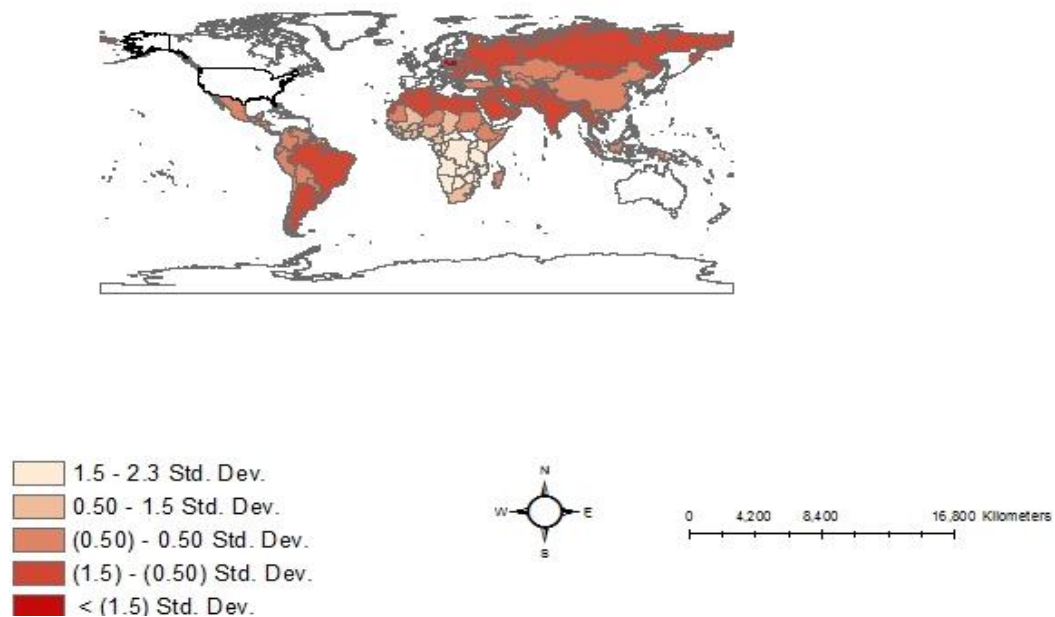 1.5 - 2.3 Std. Dev.
0.50 - 1.5 Std. Dev.
(0.50) - 0.50 Std. Dev.
(1.5) - (0.50) Std. Dev.
< (1.5) Std. Dev.
N
W E
S
0 4,200 8,400 16,800 Kilometers